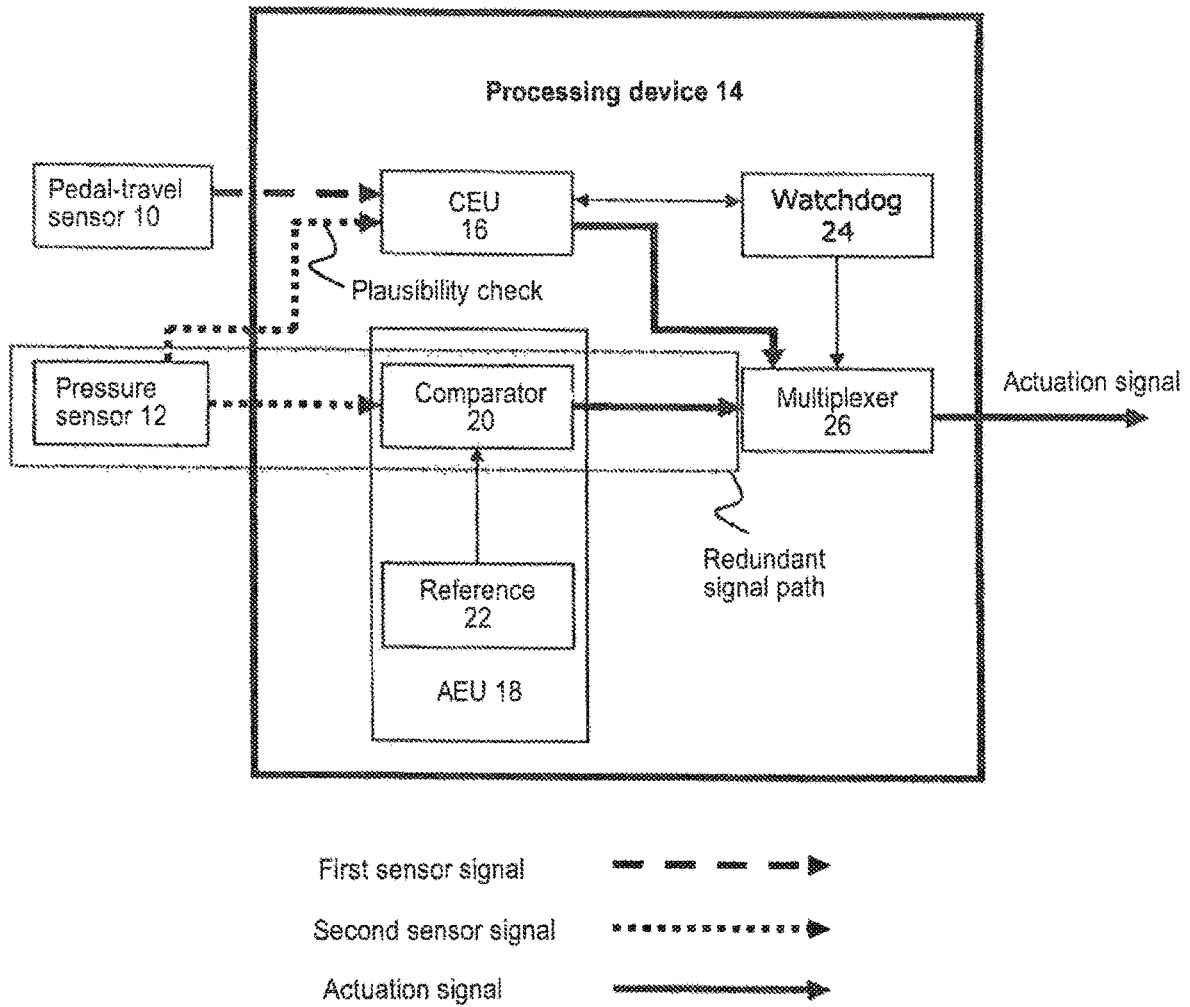 Processing device 14
Pedal-travel
sensor 10
CEU
16
Watchdog
24
Plausibility check
Pressure
sensor 12
Comparator
20
Multiplexer
26
Actuation signal
Redundant
signal path
Reference
22
AEU 18
First sensor signal
Second sensor signal
Actuation signal